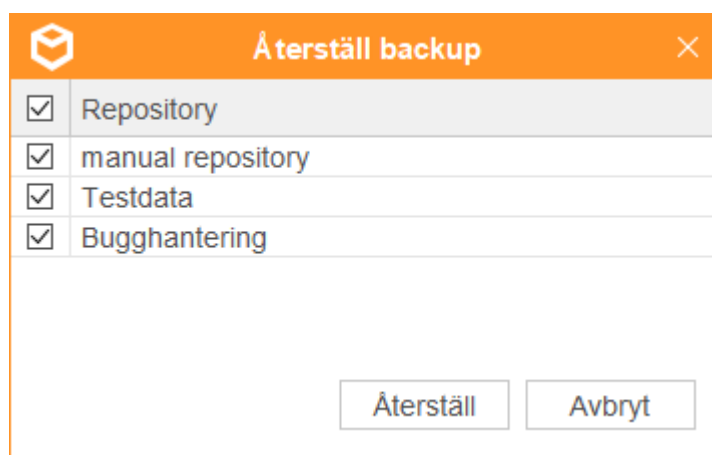 Återställ backup
Repository
manual repository
Testdata
Bugghantering
Återställ
Avbryt